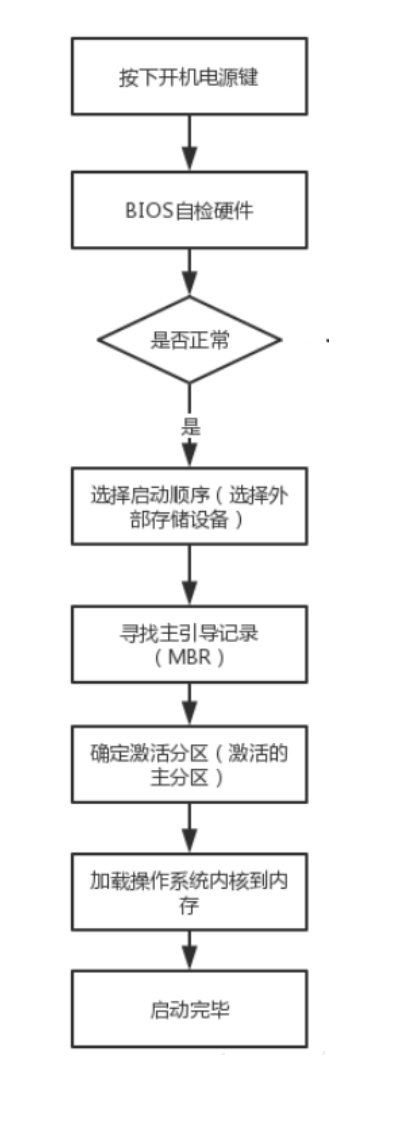 按下开机电源键
BIOS自检硬件
是否正常
是
选择启动顺序（选择外
部存储设备）
寻找主引导记录
（MBR）
确定激活分区（激活的
主分区）
加载操作系统内核到内
存
启动完毕